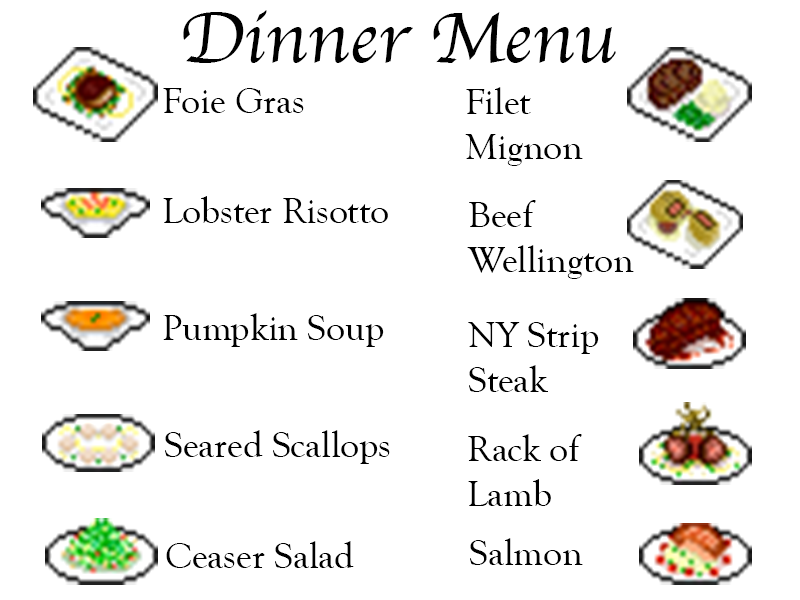 Dinner Menu
Foie Gras
Lobster Risotto
Pumpkin Soup
Seared Scallops
Ceaser Salad
Filet
Mignon
Beef
Wellington
NY Strip
Steak
Rack of
Lamb
Salmon